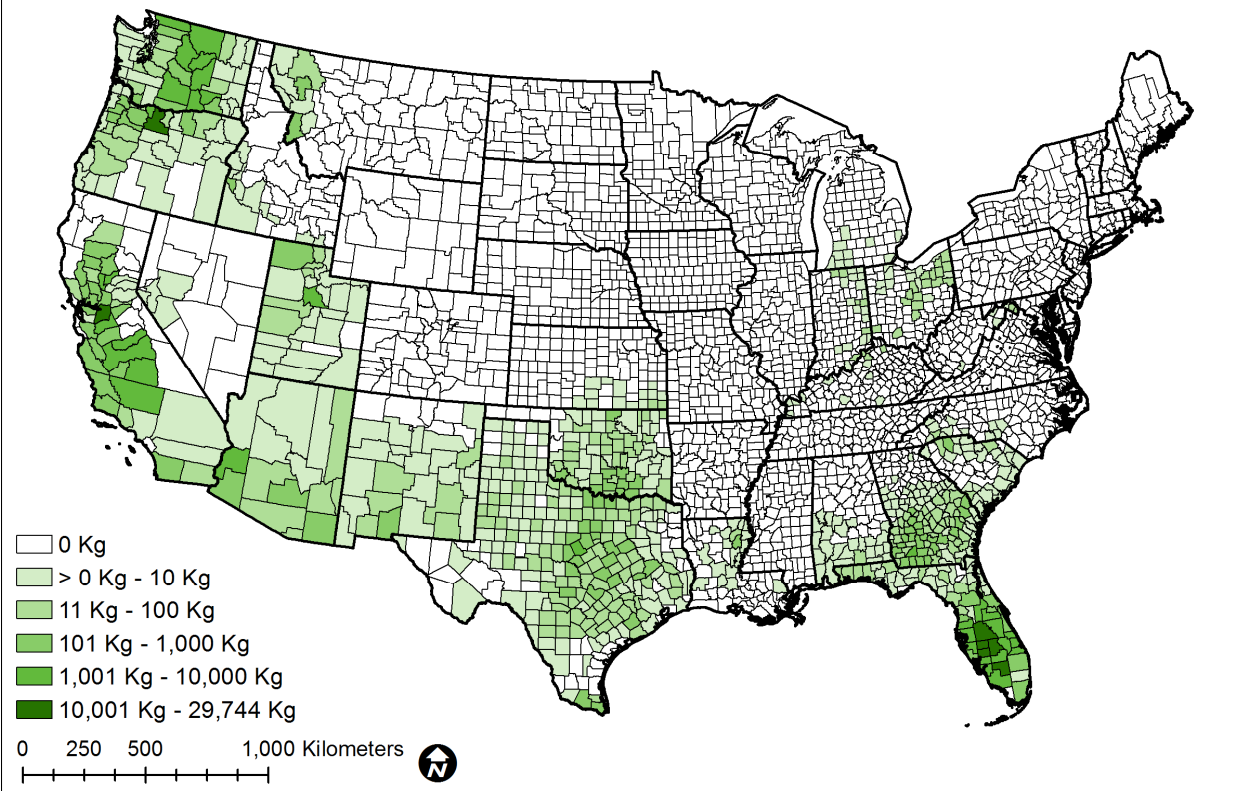 0 Kg
> 0 Kg - 10 Kg
11 Kg - 100 Kg
101 Kg - 1,000 Kg
1,001 Kg - 10,000 Kg
10,001 Kg - 29,744 Kg
0 250 500 1,000 Kilometers
N